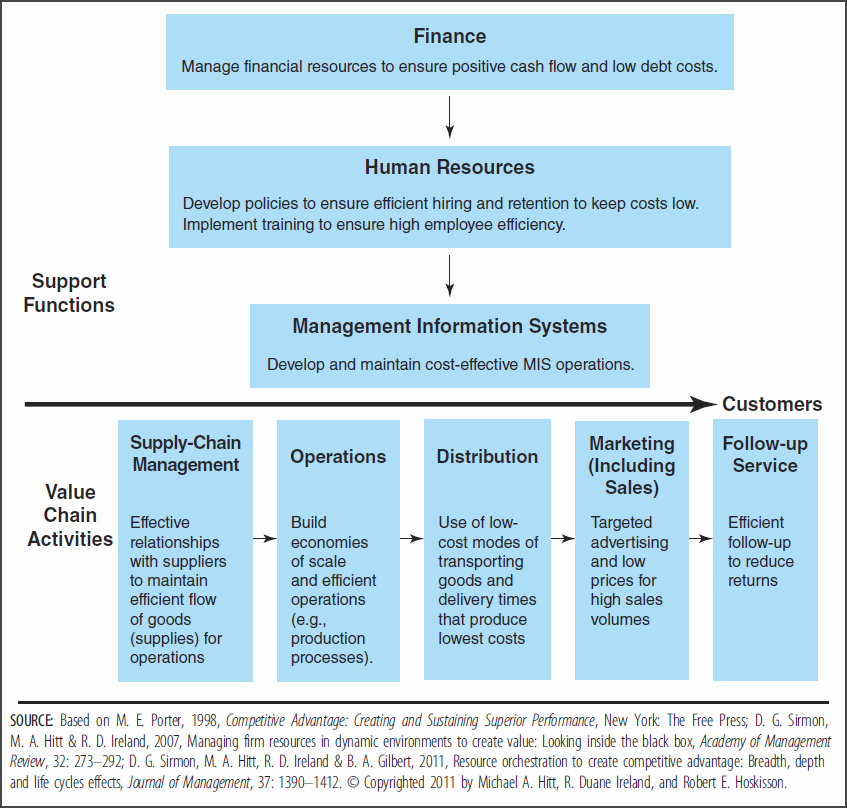 Finance
Manage financial resources to ensure positive cash flow and low debt costs.
Human Resources
Develop policies to ensure efficient hiring and retention to keep costs low.
Implement training to ensure high employee efficiency.
Support
Functions
Management Information Systems
Develop and maintain cost-effective MIS operations.
Customers
Value
Chain
Activities
Supply-Chain
Management
Effective
relationships
with suppliers
to maintain
efficient flow
of goods
(supplies) for
operations
Operations
Build
economies
of scale
and efficient
operations
(e.g.,
production
processes).
Distribution
Use of low-
cost modes of
transporting
goods and
delivery times
that produce
lowest costs
Marketing
(Including
Sales)
Targeted
advertising
and low
prices for
high sales
volumes
Follow-up
Service
Efficient
follow-up
to reduce
returns
SOURCE: Based on M. E. Porter, 1998, Competitive Advantage: Creating and Sustaining Superior Performance, New York: The Free Press; D. G. Sirmon,
M. A. Hitt & R. D. Ireland, 2007, Managing firm resources in dynamic environments to create value: Looking inside the black box, Academy of Management
Review, 32: 273–292; D. G. Sirmon, M. A. Hitt, R. D. Ireland & B. A. Gilbert, 2011, Resource orchestration to create competitive advantage: Breadth, depth
and life cycles effects, Journal of Management, 37: 1390–1412. © Copyrighted 2011 by Michael A. Hitt, R. Duane Ireland, and Robert E. Hoskisson.